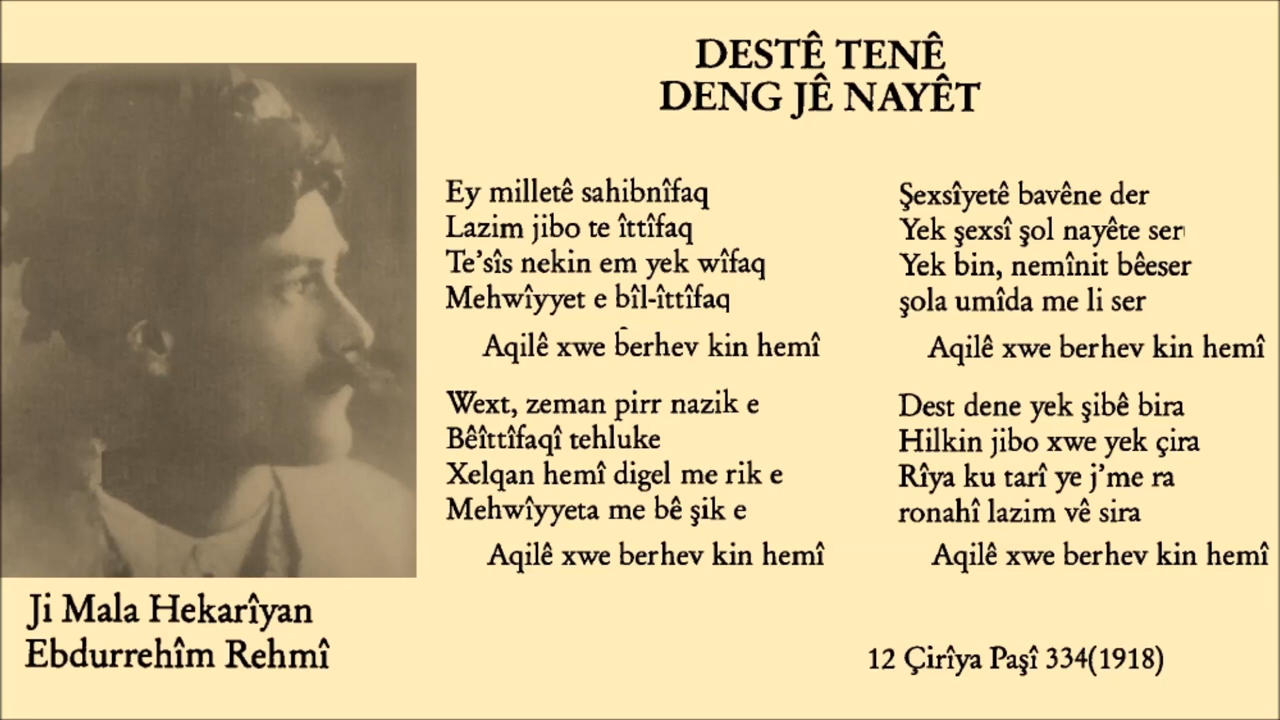 DESTÊ TENÊ
DENG JÊ NAYÊT
Ey milletê sahibnîfaq
Lazim jibo te îttîfaq
Te'sîs nekin em yek wîfaq
Mehwîyyet e bîl-îttîfaq
Aqilê xwe berhev kin hemî
Wext, zeman pirr nazik e
Bêîttîfaqî tehluke
Xelqan hemî digel me rik e
Mehwîyyeta me bê şik e
Aqilê xwe berhev kin hemî
Şexsîyetê bavêne der
Yek şexsî şol nayête ser
Yek bin, nemînit bêeser
şola umîda me li ser
Aqilê xwe berhev kin hemî
Dest dene yek şibê bira
Hilkin jibo xwe yek çira
Rîya ku tarî ye j'me ra
ronahî lazim vê sira
Aqilê xwe berhev kin hemî
Ji Mala Hekarîyan
Ebdurrehîm Rehmî
12 Çirîya Paşî 334(1918)